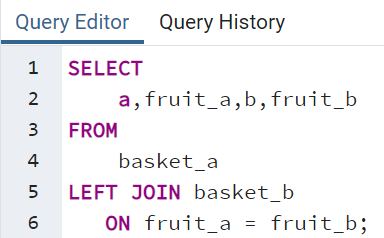 Query Editor Query History
1 SELECT
2 a,fruit_a,b,fruit_b
3 FROM
4 basket_a
5 LEFT JOIN basket_b
6 ON fruit_a = fruit_b;